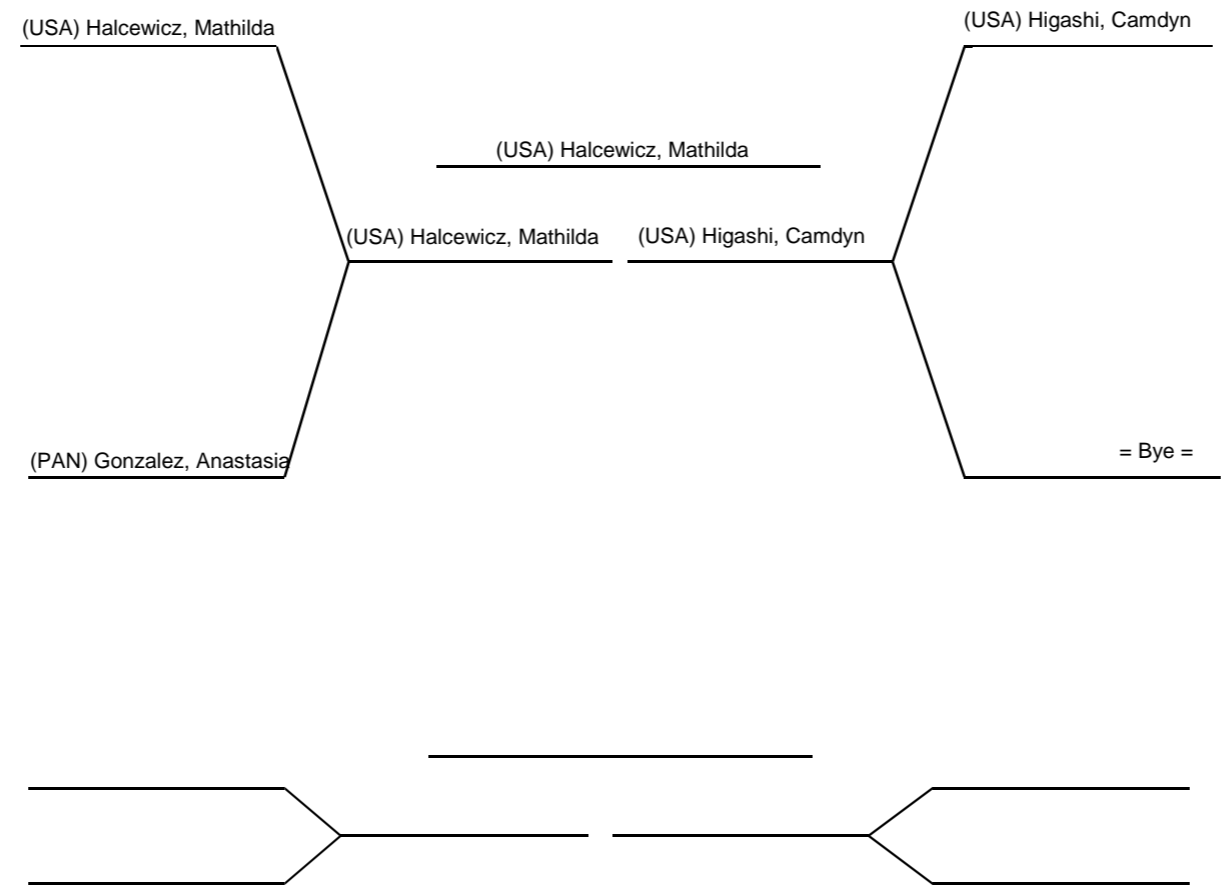 (USA) Halcewicz, Mathilda
(USA) Higashi, Camdyn
(USA) Halcewicz, Mathilda
(USA) Halcewicz, Mathilda
(USA) Higashi, Camdyn
(PAN) Gonzalez, Anastasia
= Bye =